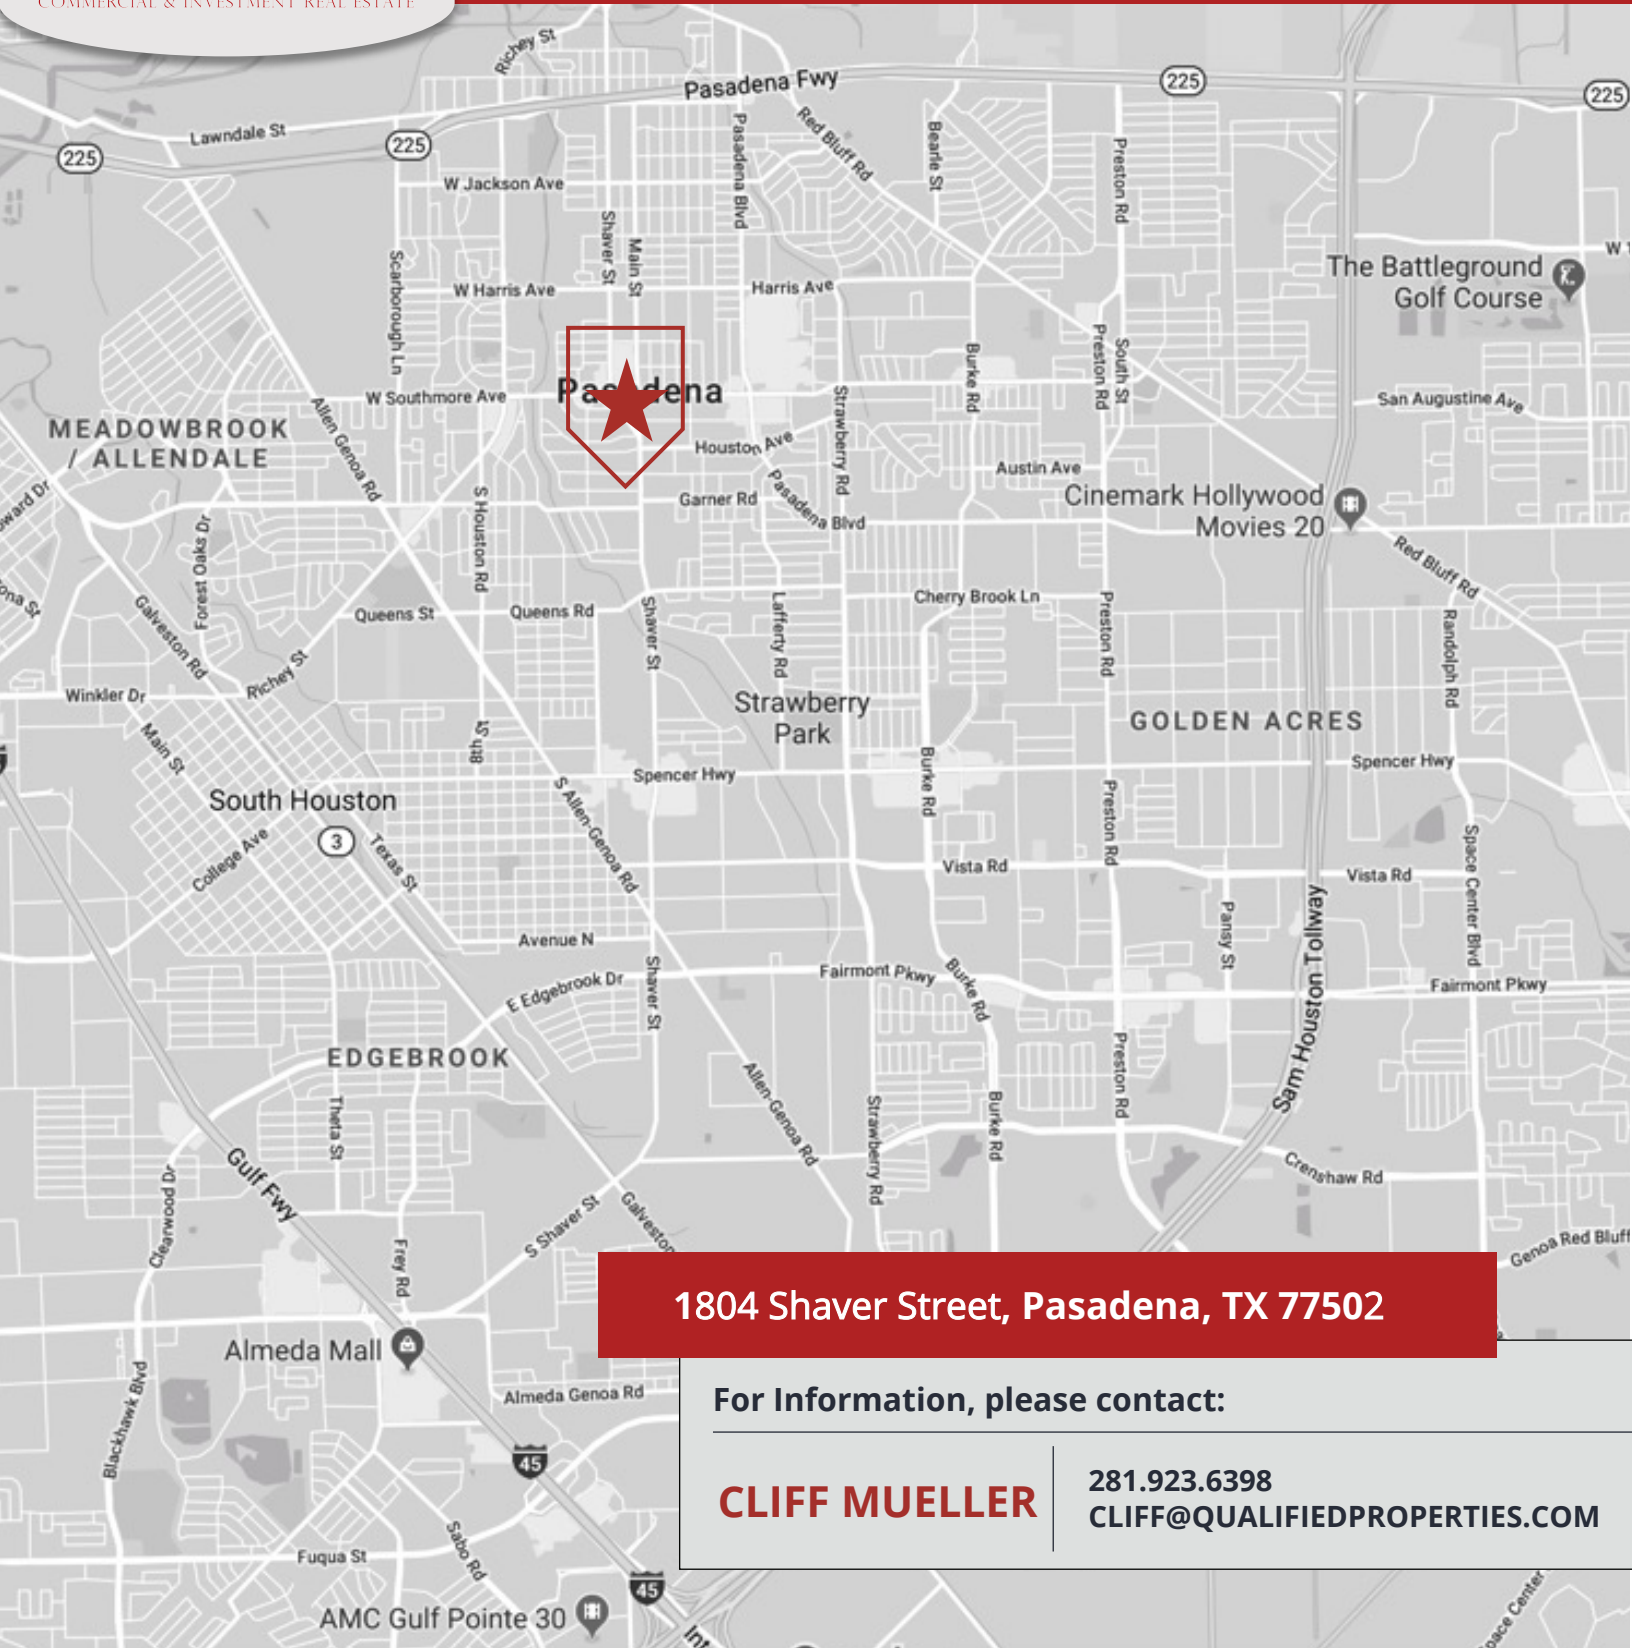 COMMERCIAL & INVESTMENT REAL ESTATE
Richey St
Pasadena Fwy
225
225
Lawndale St
225
225
Red Bluff Rd
Pasadena Blvd
Bearle St
Preston Rd
W Jackson Ave
Shaver St
Main St
Scarborough Ln
W Harris Ave
Harris Ave
The Battleground
Golf Course
Pasadena
W Southmore Ave
Allen Genoa Rd
MEADOWBROOK
/ ALLENDALE
Houston Ave
Strawberry Rd
Burke Rd
Preston Rd
South St
San Augustine Ave
Austin Ave
Garner Rd
Pasadena Blvd
Cinemark Hollywood
Movies 20
Red Bluff Rd
S Houston Rd
Forest Oaks Dr
Galveston Rd
Queens St
Queens Rd
Shaver St
Lafferty Rd
Cherry Brook Ln
Preston Rd
Randolph Rd
Richey St
Winkler Dr
Main St
8th St
Strawberry
Park
GOLDEN ACRES
Spencer Hwy
Spencer Hwy
Burke Rd
Preston Rd
South Houston
3
College Ave
Texas St
S Allen-Genoa Rd
Vista Rd
Vista Rd
Space Center Blvd
Pansy St
Sam Houston Tollway
Avenue N
E Edgebrook Dr
Shaver St
Fairmont Pkwy
Burke Rd
Fairmont Pkwy
EDGEBROOK
Theta St
Allen-Genoa Rd
Strawberry Rd
Burke Rd
Preston Rd
Crenshaw Rd
Gulf Fwy
Clearwood Dr
Frey Rd
S Shaver St
Galveston
Genoa Red Bluff
1804 Shaver Street, Pasadena, TX 77502
Almeda Mall
Almeda Genoa Rd
Blackhawk Blvd
For Information, please contact:
45
CLIFF MUELLER
281.923.6398
CLIFF@QUALIFIEDPROPERTIES.COM
Sabo Rd
Fuqua St
45
AMC Gulf Pointe 30